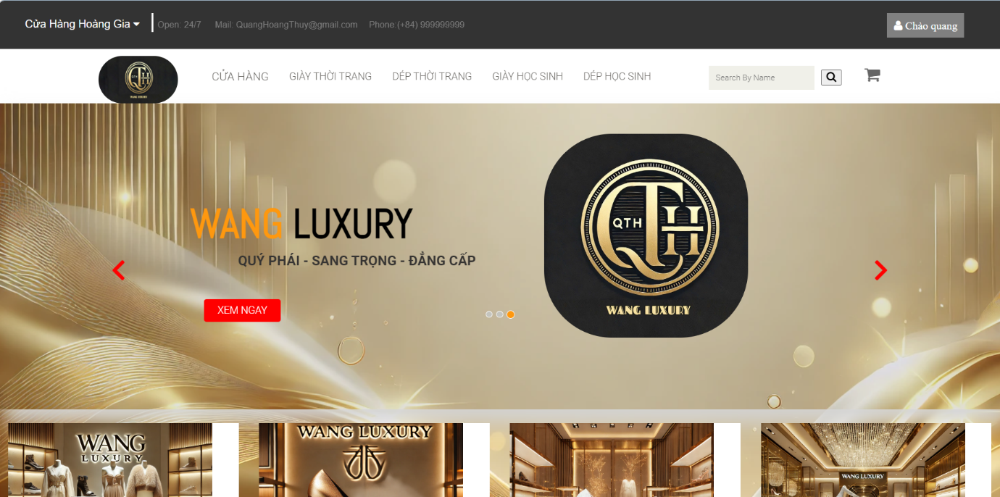 Cửa Hàng Hoàng Gia
Open: 24/7 Mail: QuangHoangThuy@gmail.com Phone:(+84) 999999999
Chào quang
QTH
WANG LUXURY
CỬA HÀNG GIÀY THỜI TRANG DÉP THỜI TRANG GIÀY HỌC SINH DÉP HỌC SINH
Search By Name
WANG LUXURY
QUÝ PHÁI - SANG TRỌNG - ĐẲNG CẤP
XEM NGAY
QTH
WANG LUXURY
WANG
LUXURY
WANG LUXURY
WANG LUXURY